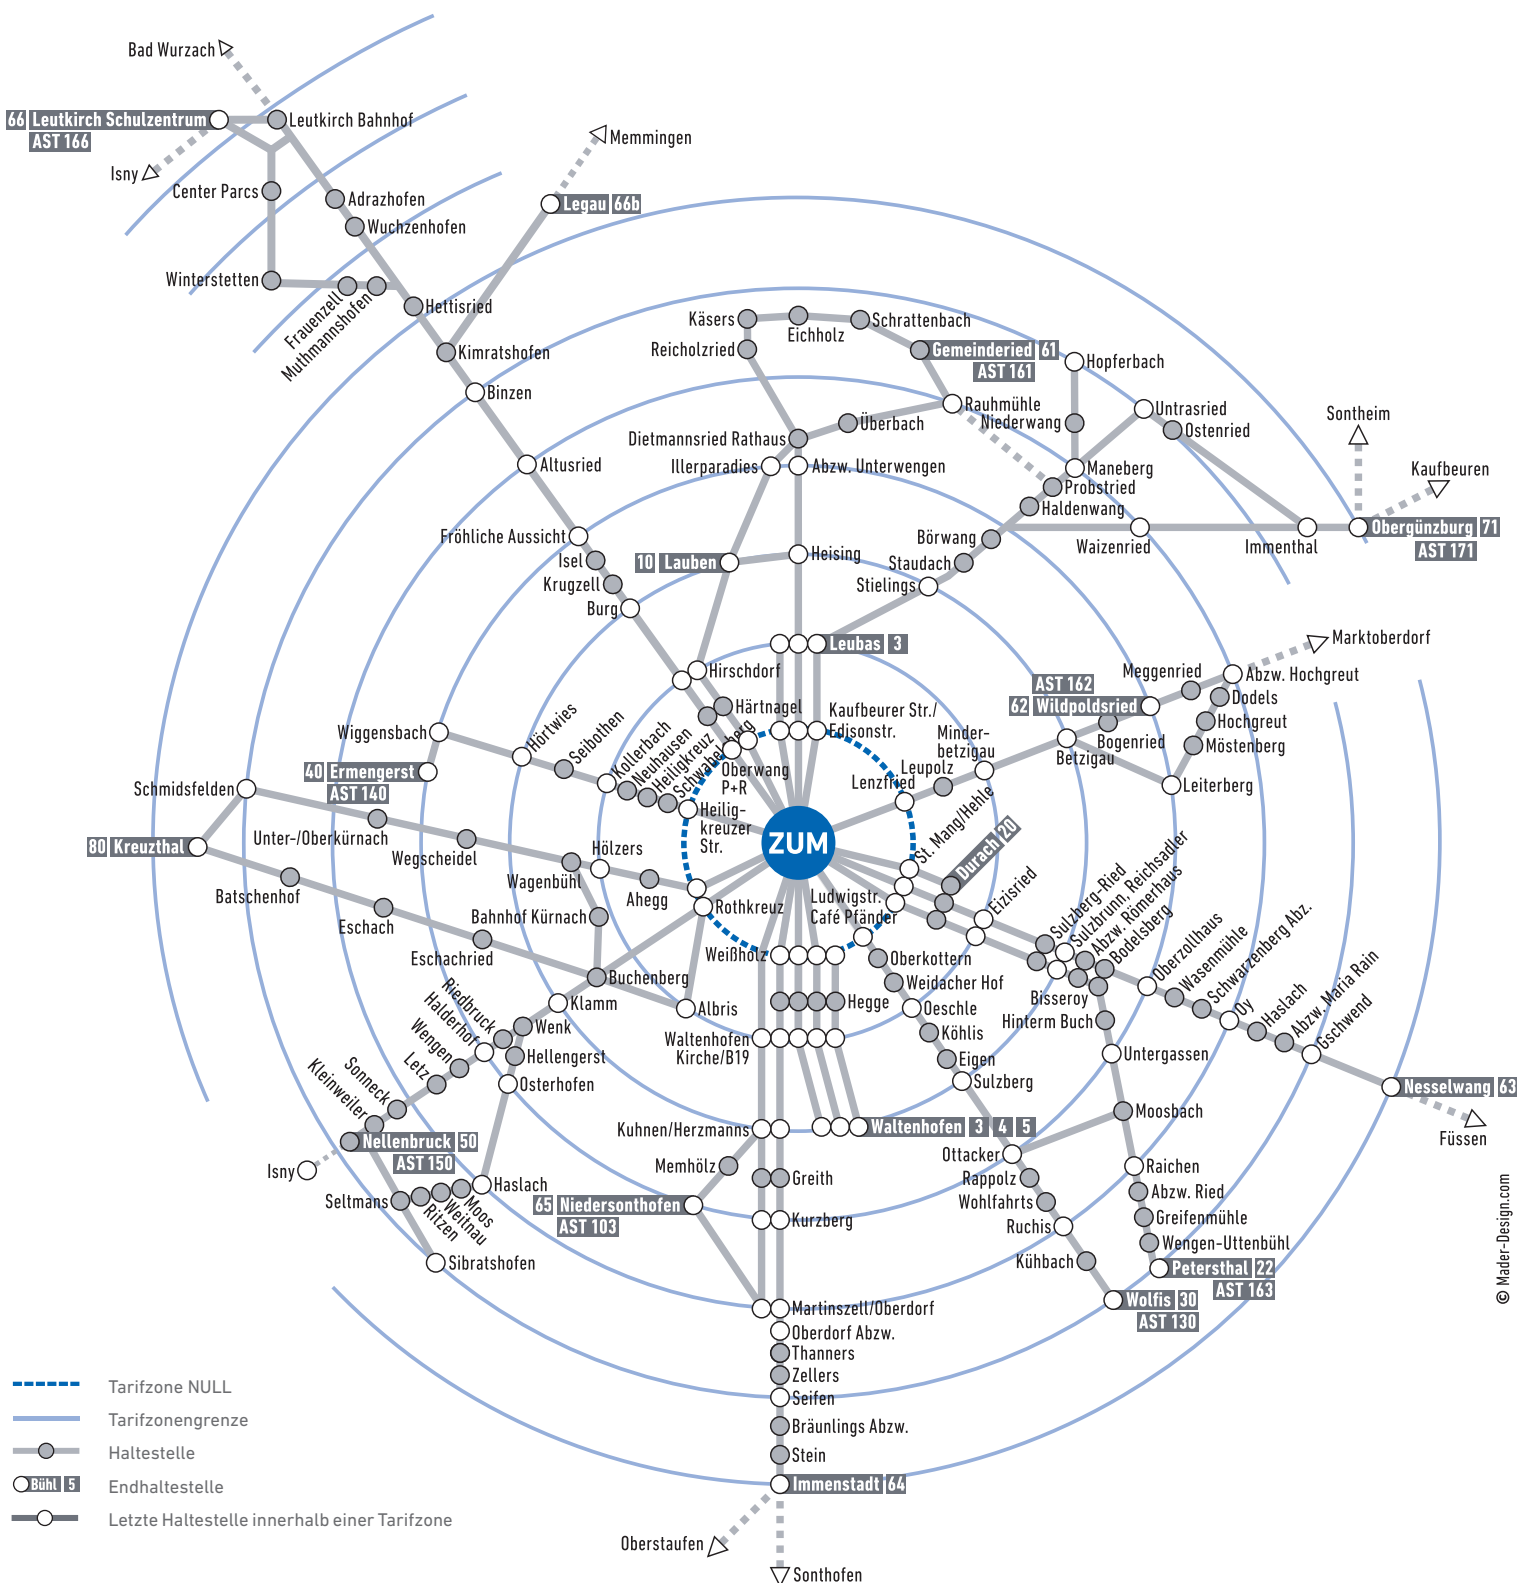 Bad Wurzach
66 Leutkirch Schulzentrum
AST 166
Leutkirch Bahnhof
Isny
Center Parcs
Adrazhofen
Wuchzenhofen
Winterstetten
Frauenzell
Muthmannshofen
Hettisried
Kimratshofen
Binzen
Memmingen
Legau 66b
Altusried
Fröhliche Aussicht
Isel
Krugzell
Burg
Käsers
Eichholz
Schrattenbach
Reicholzried
Gemeinderied 61
AST 161
Hopferbach
Rauhmühle
Niederwang
Untrasried
Ostenried
Sontheim
Kaufbeuren
Überbach
Dietmannsried Rathaus
Illerparadies
Abzw. Unterwengen
Maneberg
Probstried
Haldenwang
Börwang
Staudach
Stielings
Waizenried
Immenthal
Obergünzburg 71
AST 171
10 Lauben
Heising
Leubas 3
Hirschdorf
Härtnagel
Kaufbeurer Str./
Edisonstr.
Oberwang
P+R
Marktoberdorf
Meggenried
Abzw. Hochgreut
AST 162
62 Wildpoldsried
Dodels
Hochgreut
Möstenberg
Bogenried
Betzigau
Leiterberg
Minder-
betzigau
Leupolz
Lenzfried
Wiggensbach
Hörtwies
Seibothen
Kollerbach
Neuhausen
Heiligkreuz
Schwabelsberg
Heilig-
kreuzer
Str.
40 Ermengerst
AST 140
Schmidsfelden
80 Kreuzthal
Unter-/Oberkürnach
Wegscheidel
Wagenbühl
Hölzers
Ahegg
Batschenhof
Eschach
Eschachried
Bahnhof Kürnach
Rothkreuz
Buchenberg
Albris
ZUM
St. Mang/Hehle
Durach 20
Ludwigstr.
Café Pfänder
Eizisried
Sulzberg-Ried
Sulzbrunn, Reichsadler
Abzw. Römerhaus
Bodelsberg
Oberzollhaus
Wasenmühle
Schwarzenberg Abz.
Oy
Haslach
Abzw. Maria Rain
Gschwend
Nesselwang 63
Füssen
Bisseroy
Hinterm Buch
Untergassen
Moosbach
Raichen
Abzw. Ried
Greifenmühle
Wengen-Uttenbühl
Petersthal 22
AST 163
Oberkottern
Weidacher Hof
Oeschle
Köhlis
Eigen
Sulzberg
Ottacker
Rappolz
Wohlfahrts
Ruchis
Kühbach
Wolfis 30
AST 130
Weißholz
Hegge
Waltenhofen
Kirche/B19
Waltenhofen 3 4 5
Kuhnen/Herzmanns
Memhölz
Greith
65 Niedersonthofen
AST 103
Kurzberg
Martinszell/Oberdorf
Oberdorf Abzw.
Thanners
Zellers
Seifen
Bräunlings Abzw.
Stein
Immenstadt 64
Oberstaufen
Sonthofen
Klamm
Wenk
Riedbruck
Halderhof
Hellengerst
Osterhofen
Wengen
Letz
Sonneck
Kleinweiler
Nellenbruck 50
AST 150
Isny
Haslach
Moos
Weitnau
Ritzen
Seltmans
Sibratshofen
Tarifzone NULL
Tarifzonengrenze
Haltestelle
Bühl 5
Endhaltestelle
Letzte Haltestelle innerhalb einer Tarifzone
© Mader-Design.com